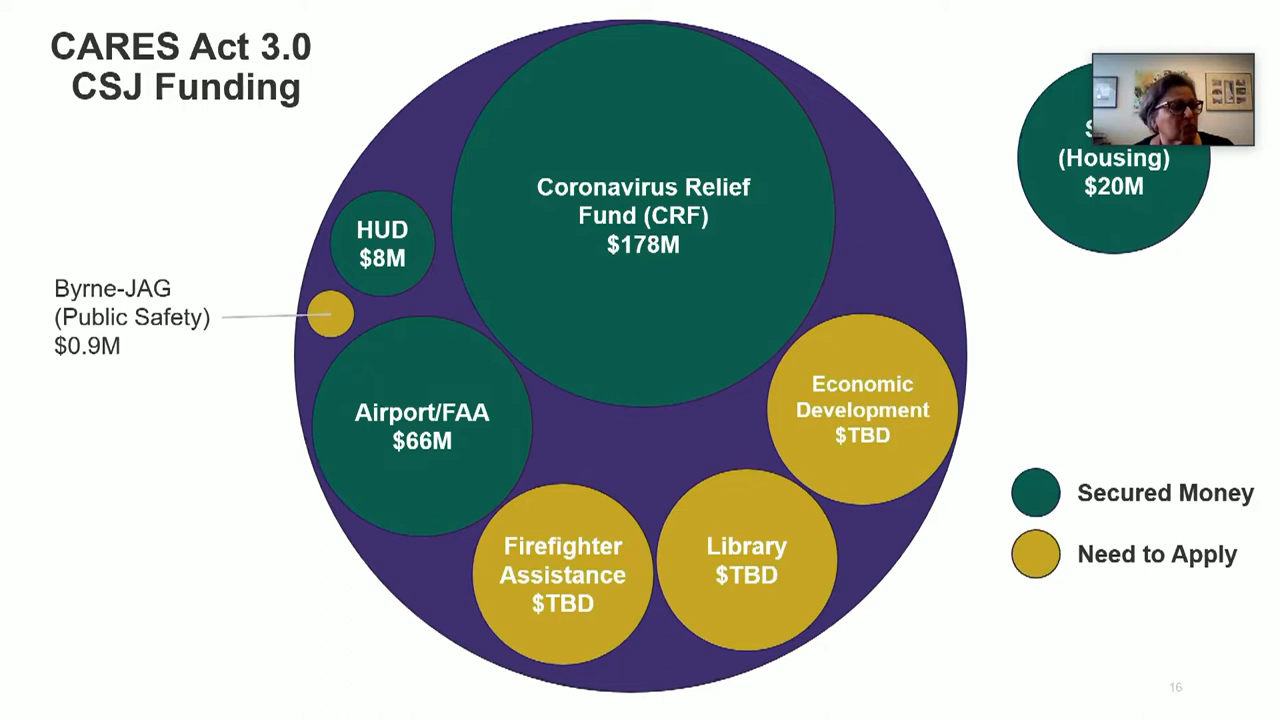 CARES Act 3.0
CSJ Funding
Coronavirus Relief
Fund (CRF)
$178M
(Housing)
$20M
HUD
$8M
Byrne-JAG
(Public Safety)
$0.9M
Airport/FAA
$66M
Economic
Development
$TBD
Firefighter
Assistance
$TBD
Library
$TBD
Secured Money
Need to Apply
16